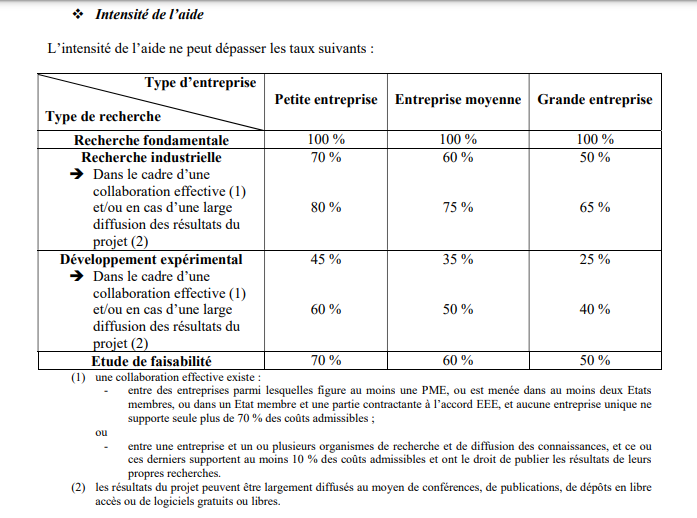 ❖ Intensité de l’aide
L’intensité de l’aide ne peut dépasser les taux suivants :
Type d’entreprise
Type de recherche
Petite entreprise Entreprise moyenne Grande entreprise
Recherche fondamentale 100 % 100 % 100 %
Recherche industrielle 70 % 60 % 50 %
➔ Dans le cadre d’une
collaboration effective (1)
et/ou en cas d’une large 80 % 75 % 65 %
diffusion des résultats du
projet (2)
Développement expérimental 45 % 35 % 25 %
➔ Dans le cadre d’une
collaboration effective (1)
et/ou en cas d’une large 60 % 50 % 40 %
diffusion des résultats du
projet (2)
Etude de faisabilité 70 % 60 % 50 %
(1) une collaboration effective existe :
- entre des entreprises parmi lesquelles figure au moins une PME, ou est menée dans au moins deux Etats
membres, ou dans un Etat membre et une partie contractante à l’accord EEE, et aucune entreprise unique ne
supporte seule plus de 70 % des coûts admissibles ;
ou
- entre une entreprise et un ou plusieurs organismes de recherche et de diffusion des connaissances, et ce ou
ces derniers supportent au moins 10 % des coûts admissibles et ont le droit de publier les résultats de leurs
propres recherches.
(2) les résultats du projet peuvent être largement diffusés au moyen de conférences, de publications, de dépôts en libre
accès ou de logiciels gratuits ou libres.